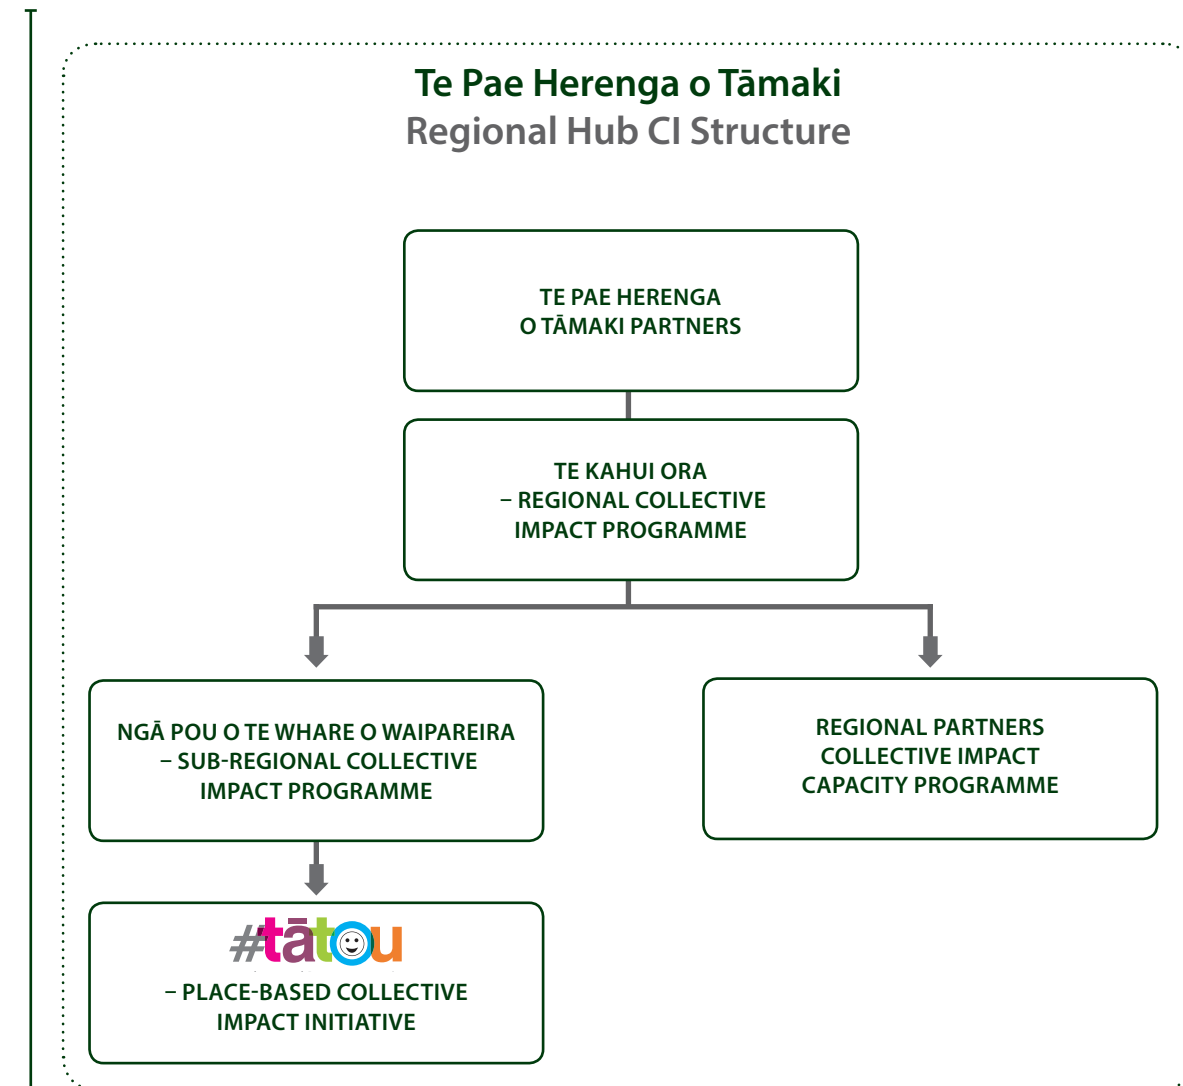 Te Pae Herenga o Tāmaki
Regional Hub CI Structure
TE PAE HERENGA
O TĀMAKI PARTNERS
TE KAHUI ORA
– REGIONAL COLLECTIVE
IMPACT PROGRAMME
NGĀ POU O TE WHARE O WAIPAREIRA
– SUB-REGIONAL COLLECTIVE
IMPACT PROGRAMME
REGIONAL PARTNERS
COLLECTIVE IMPACT
CAPACITY PROGRAMME
#tātou
– PLACE-BASED COLLECTIVE
IMPACT INITIATIVE